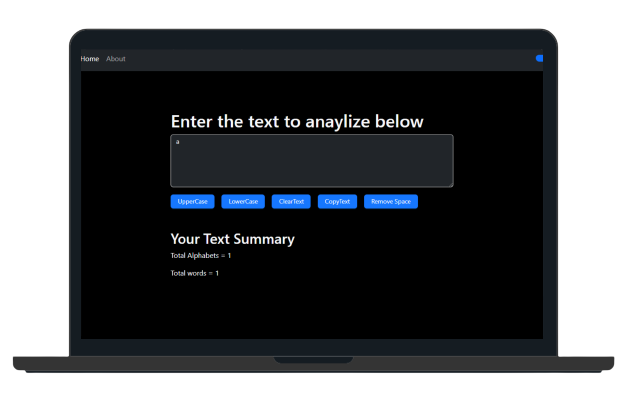 Home About
Enter the text to anaylize below
a
UpperCase LowerCase ClearText CopyText Remove Space
Your Text Summary
Total Alphabets = 1
Total words = 1